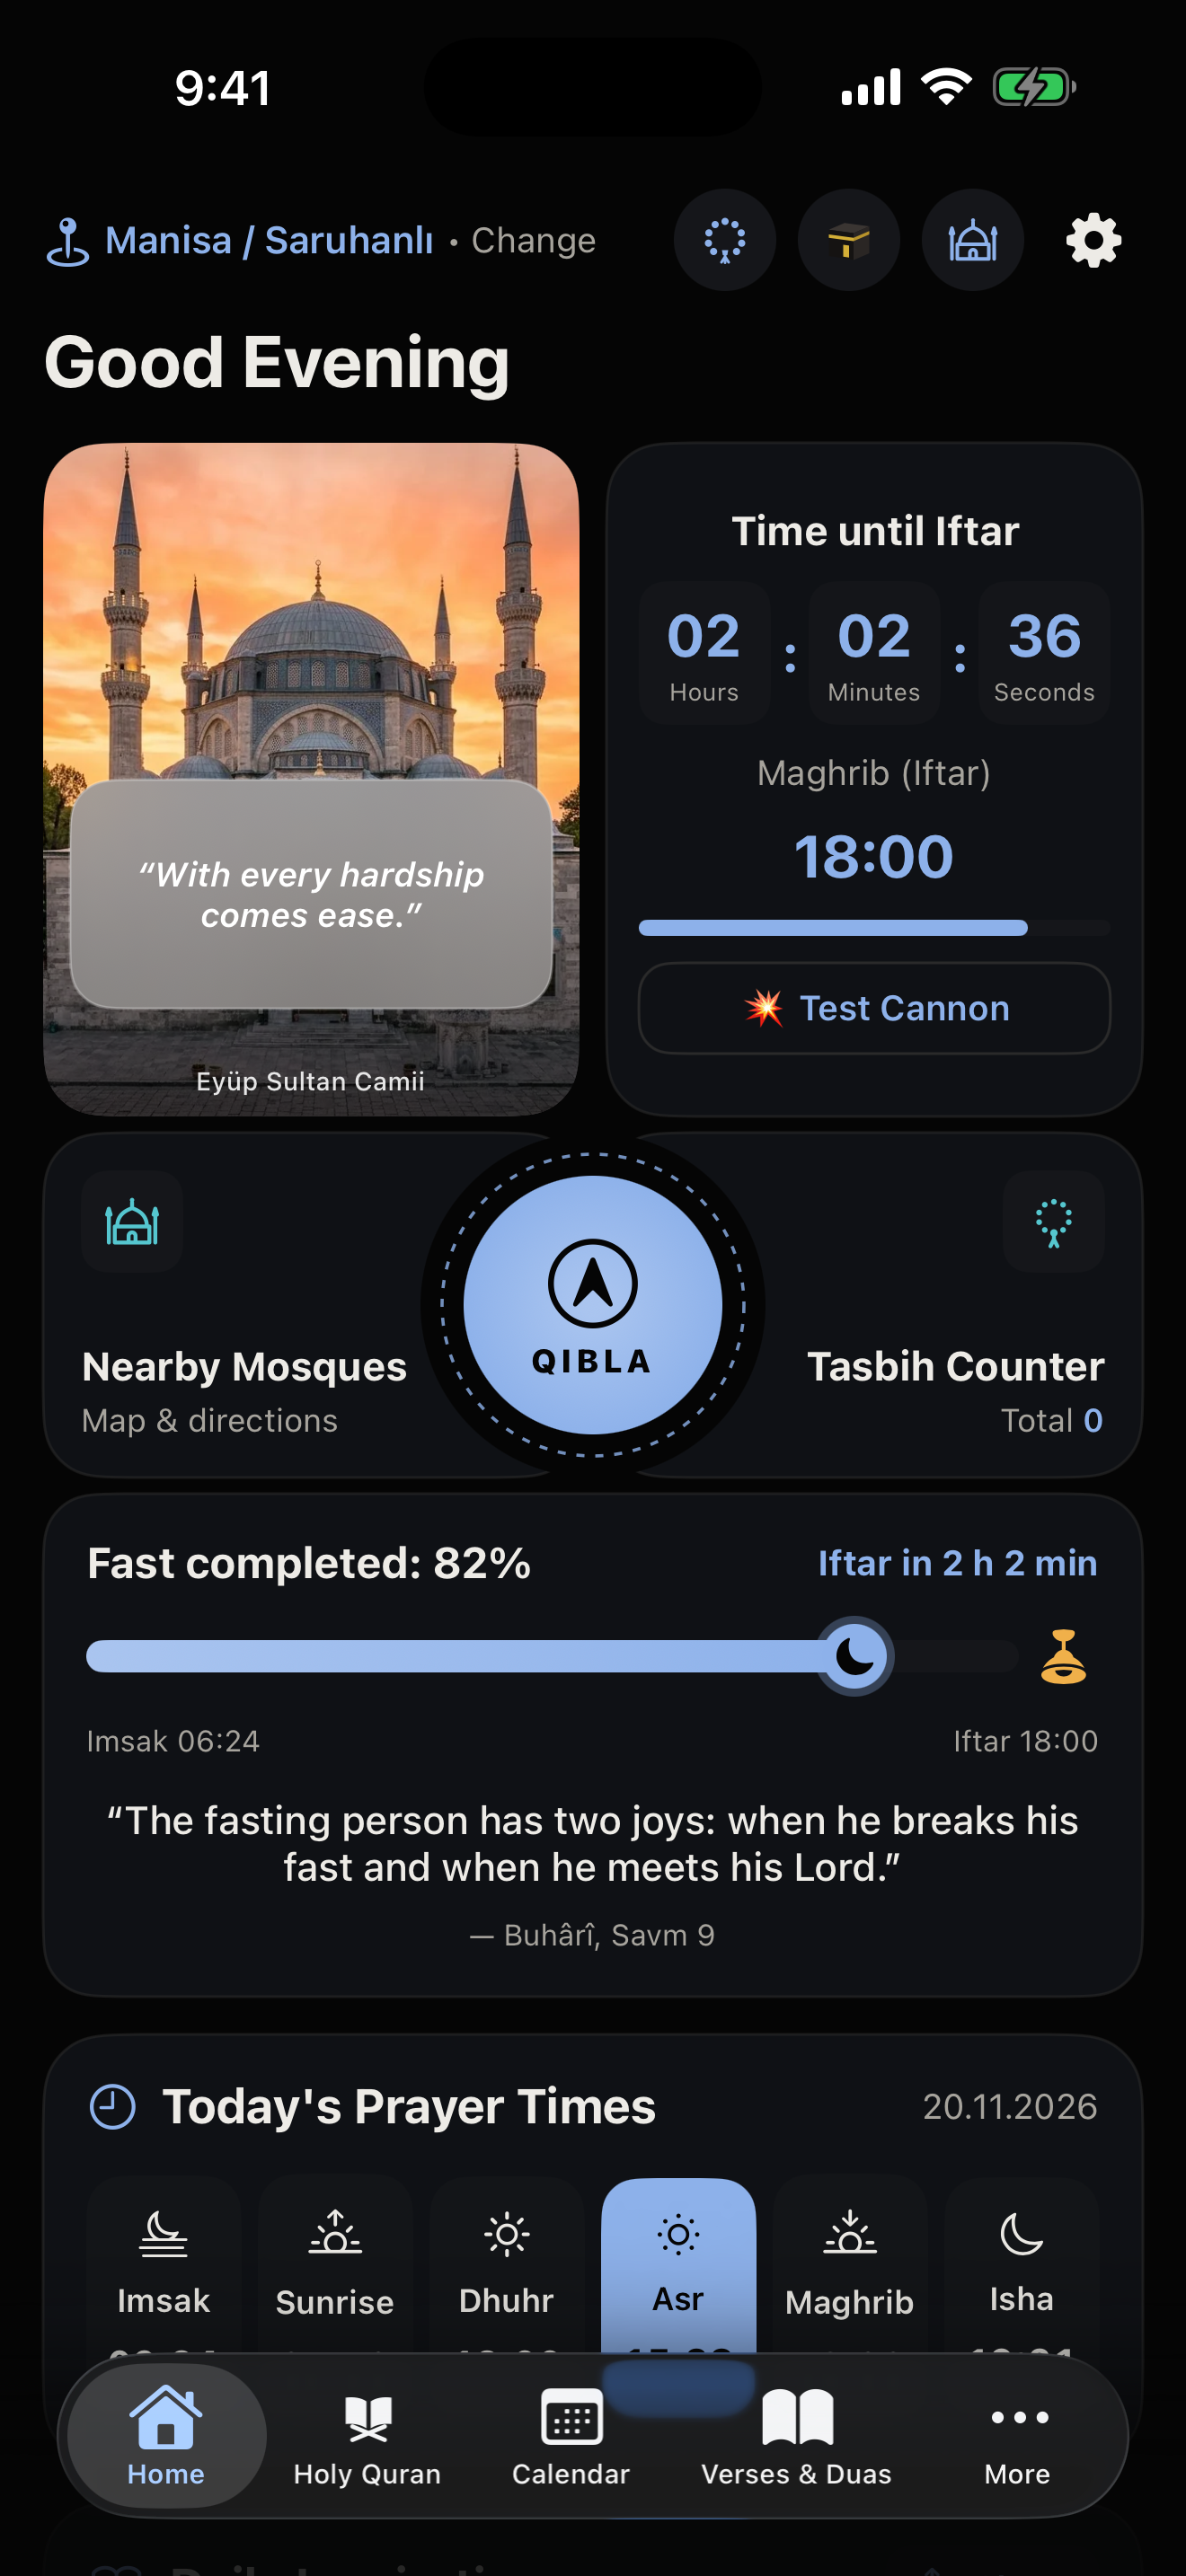 9:41
Manisa / Saruhanlı • Change
Good Evening
“With every hardship
comes ease.”
Eyüp Sultan Camii
Time until Iftar
02 : 02 : 36
Hours Minutes Seconds
Maghrib (Iftar)
18:00
💥 Test Cannon
Nearby Mosques
Map & directions
QIBLA
Tasbih Counter
Total 0
Fast completed: 82%
Iftar in 2 h 2 min
Imsak 06:24
Iftar 18:00
“The fasting person has two joys: when he breaks his
fast and when he meets his Lord.”
— Buhârî, Savm 9
Today's Prayer Times
20.11.2026
Imsak Sunrise Dhuhr Asr Maghrib Isha
Home Holy Quran Calendar Verses & Duas More